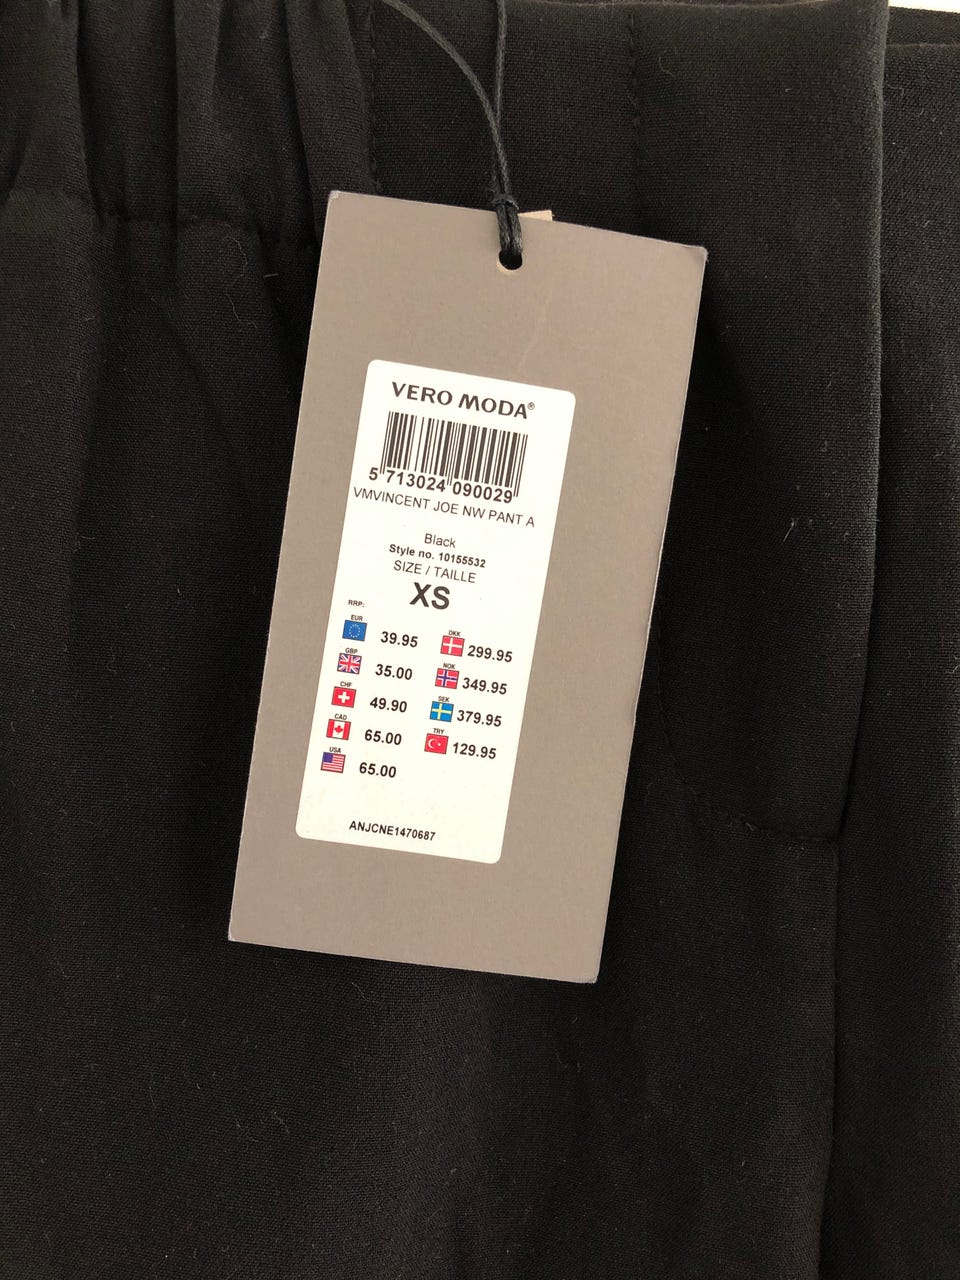 VERO MODA®
5 713024 090029
VMVINCENT JOE NW PANT A
Black
Style no. 10155532
SIZE / TAILLE
XS
RRP:
EUR 39.95
DKK 299.95
GBP 35.00
NOK 349.95
CHF 49.90
SEK 379.95
CAD 65.00
TRY 129.95
USA 65.00
ANJCNE1470687